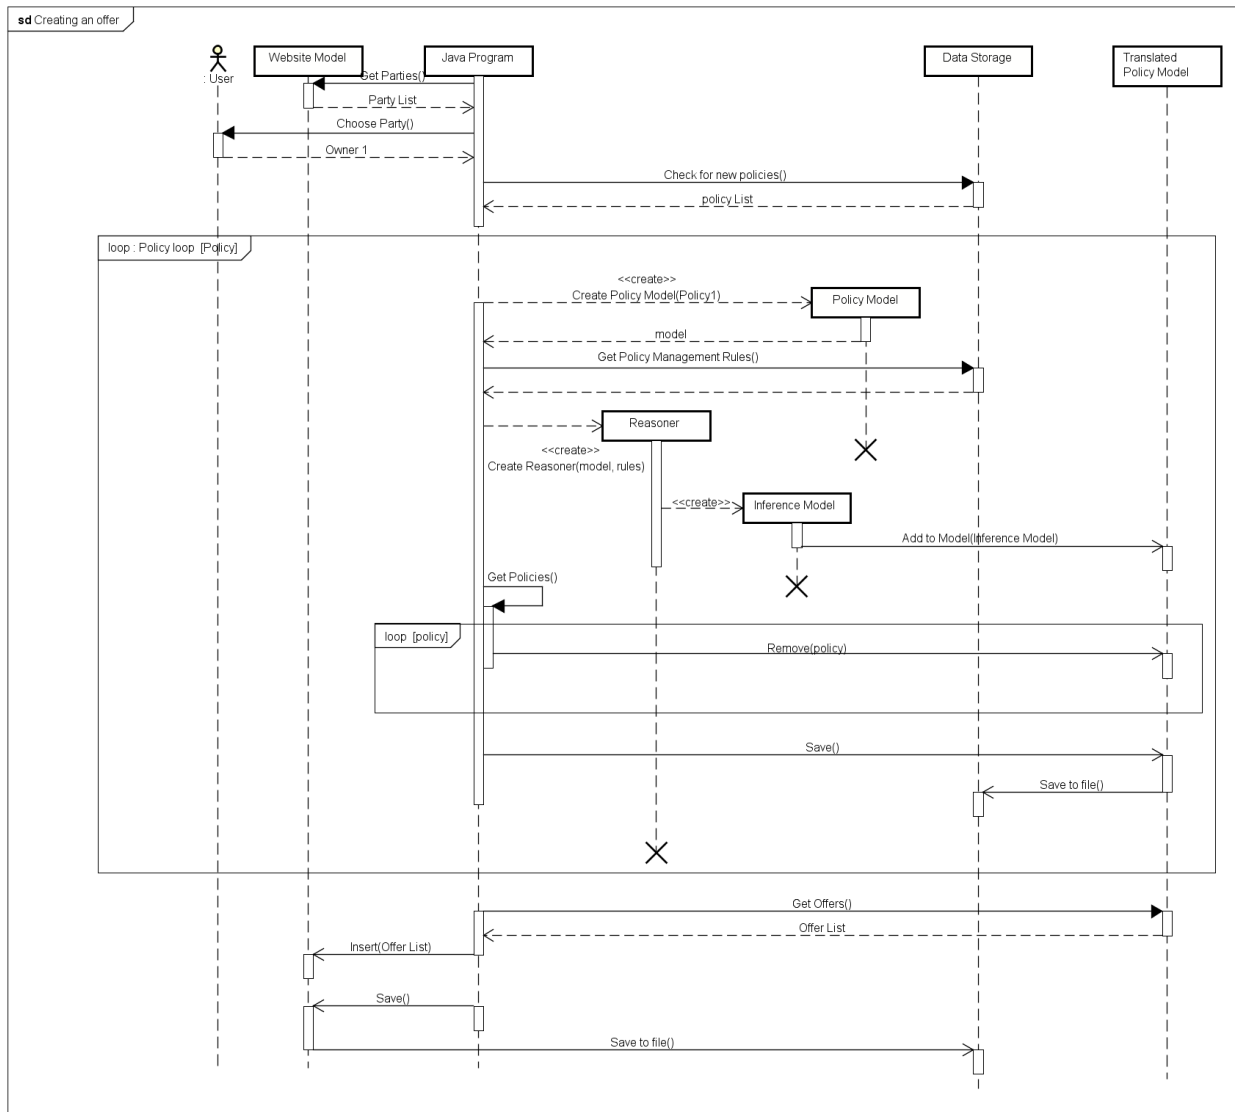 sd Creating an offer
: User
Website Model
Java Program
Data Storage
Translated
Policy Model
Get Parties()
Party List
Choose Party()
Owner 1
Check for new policies()
policy List
loop : Policy loop [Policy]
<<create>>
Create Policy Model(Policy1)
Policy Model
model
Get Policy Management Rules()
Reasoner
<<create>>
Create Reasoner(model, rules)
<<create>>
Inference Model
Add to Model(Inference Model)
Get Policies()
loop [policy]
Remove(policy)
Save()
Save to file()
Get Offers()
Offer List
Insert(Offer List)
Save()
Save to file()